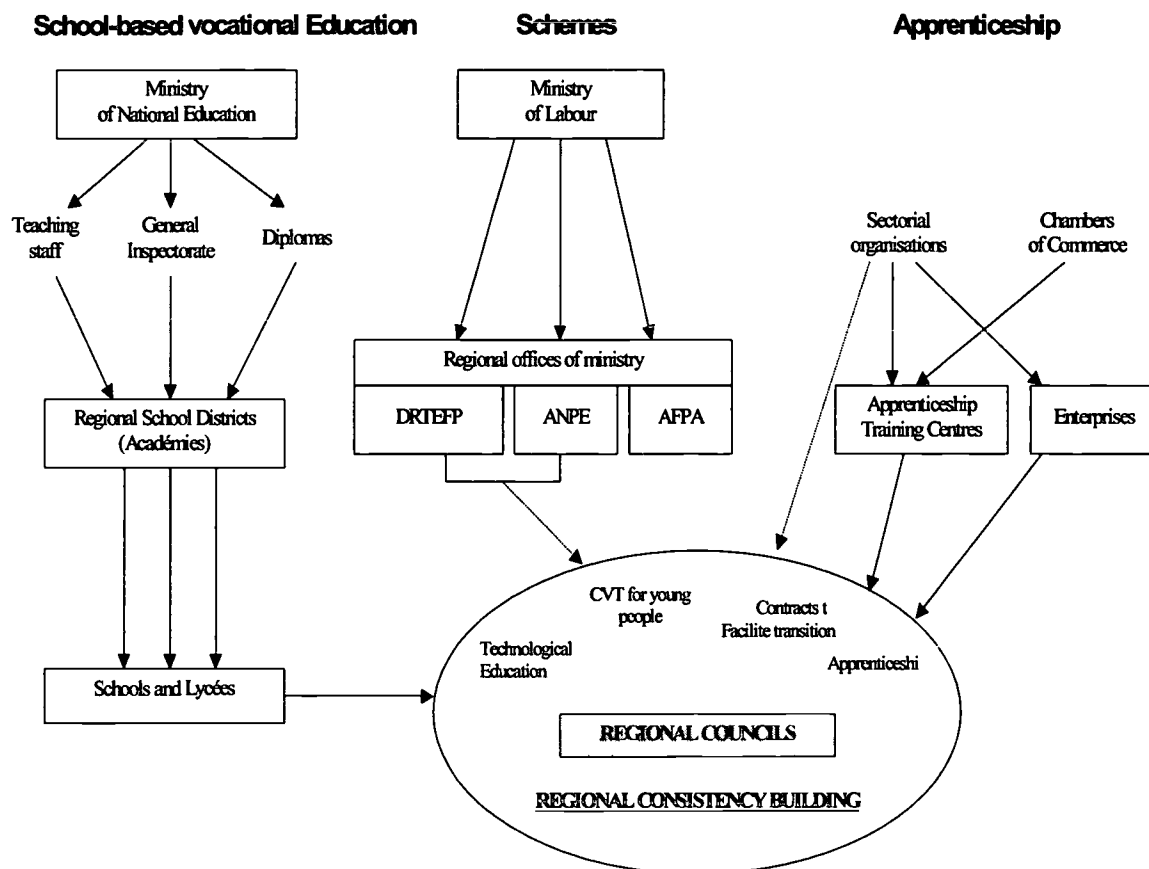 School-based vocational Education
Schemes
Apprenticeship
Ministry
of National Education
Ministry
of Labour
Teaching
staff
General
Inspectorate
Diplomas
Sectorial
organisations
Chambers
of Commerce
Regional offices of ministry
DRTEFP
ANPE
AFPA
Regional School Districts
(Académies)
Apprenticeship
Training Centres
Enterprises
CVT for young
people
Contracts t
Facilite transition
Technological
Education
Apprenticeshi
Schools and Lycées
REGIONAL COUNCILS
REGIONAL CONSISTENCY BUILDING